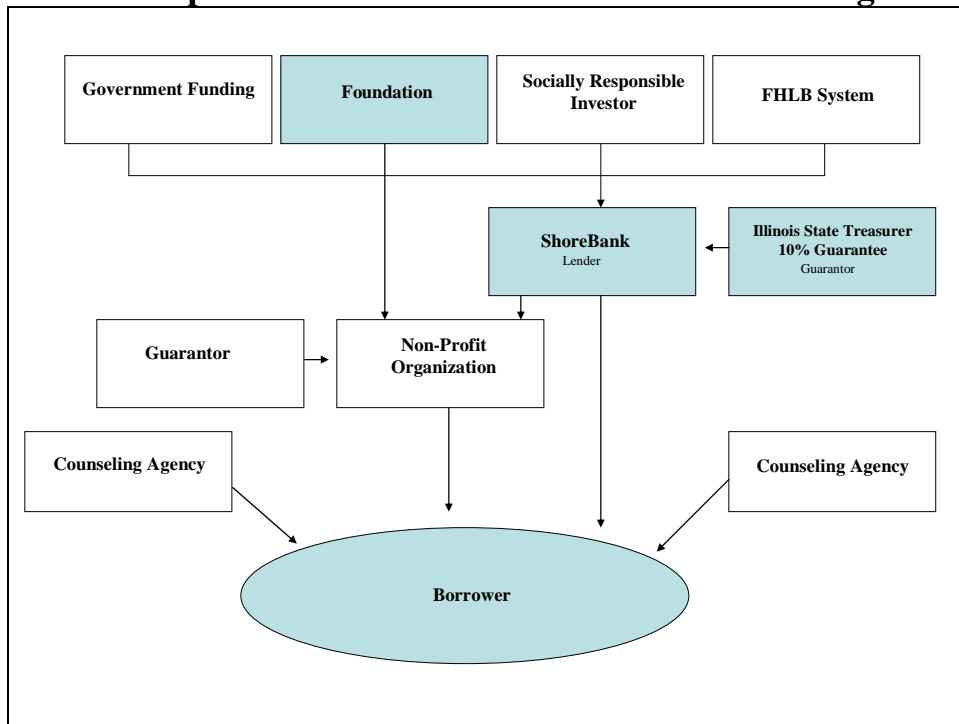 Government Funding
Foundation
Socially Responsible
Investor
FHLB System
ShoreBank
Lender
Illinois State Treasurer
10% Guarantee
Guarantor
Guarantor
Non-Profit
Organization
Counseling Agency
Counseling Agency
Borrower